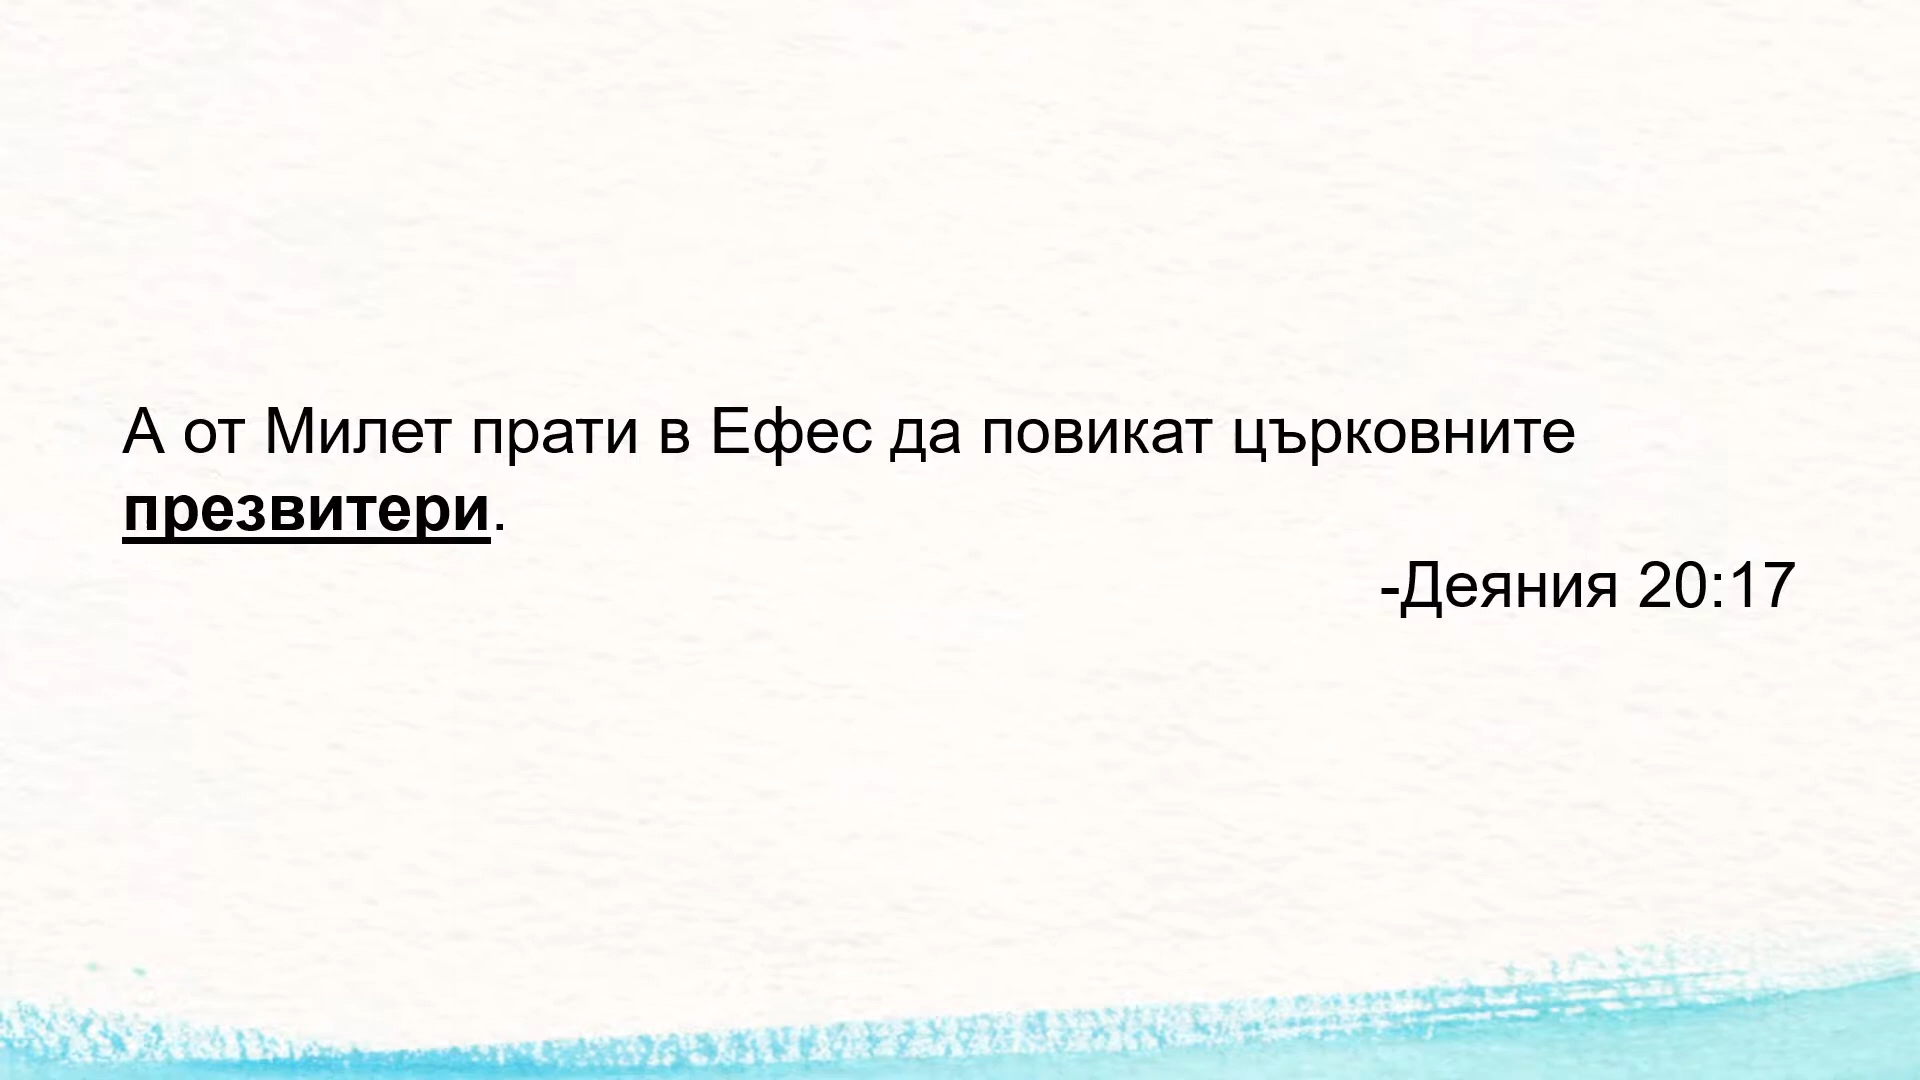 А от Милет прати в Ефес да повикат църковните
презвитери.
-Деяния 20:17